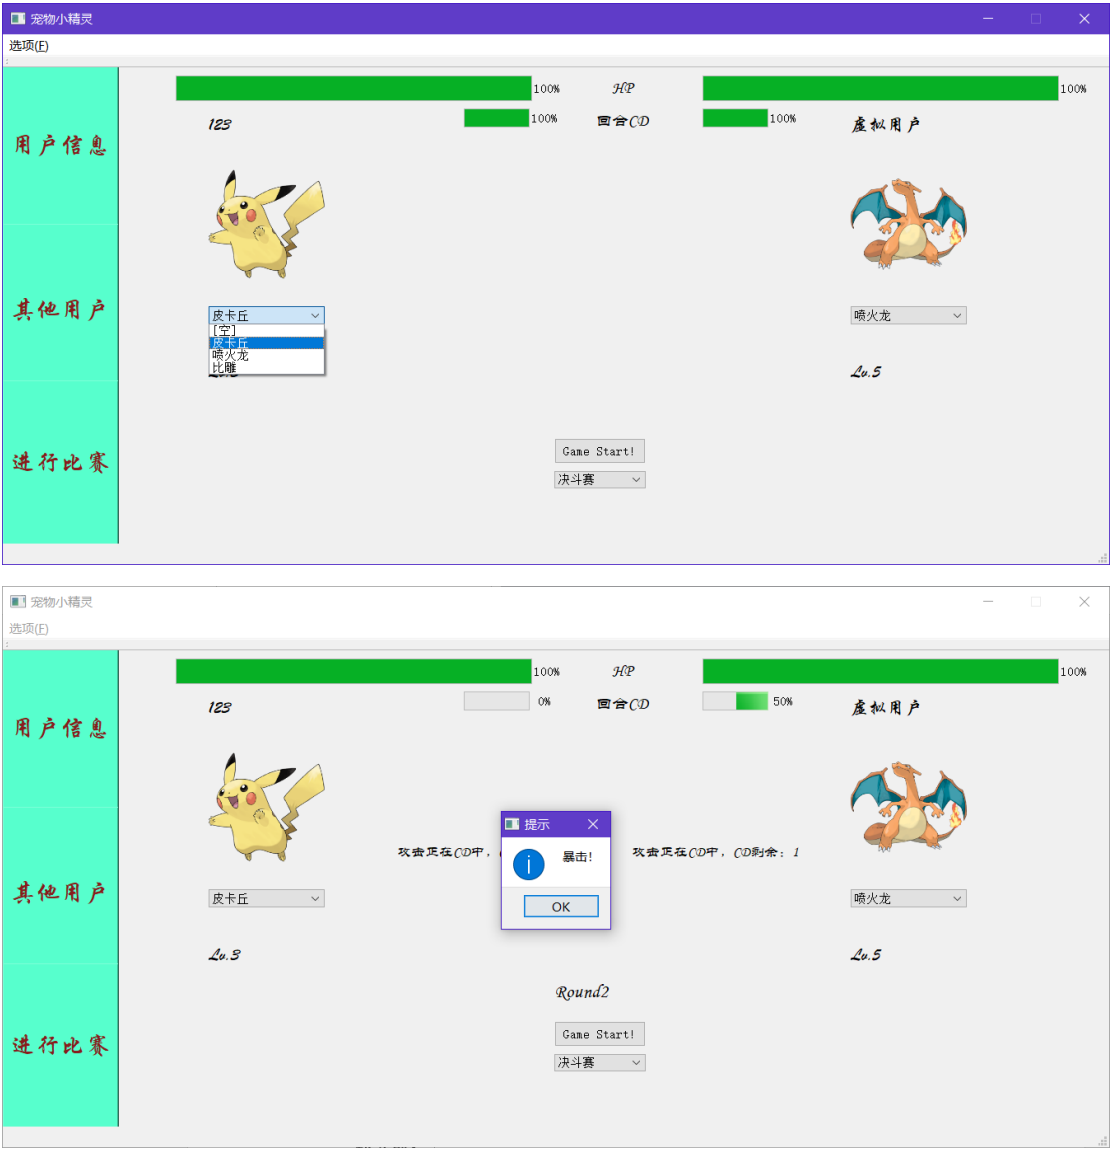 宠物小精灵
选项(F)
100% HP 100%
123 100% 回合CD 100% 虚拟用户
用户信息
其他用户
皮卡丘 喷火龙
[空]
皮卡丘
喷火龙
比雕
Lv.5
进行比赛
Game Start!
决斗赛
宠物小精灵
选项(F)
100% HP 100%
123 0% 回合CD 50% 虚拟用户
用户信息
提示
攻击正在CD中, 暴击! 攻击正在CD中, CD剩余: 1
其他用户
皮卡丘 OK 喷火龙
Lv.3 Lv.5
Round2
进行比赛
Game Start!
决斗赛